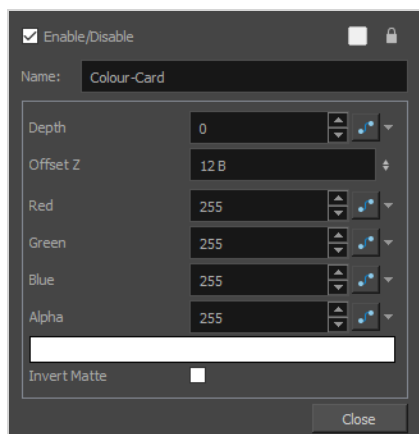 Enable/Disable
Name: Colour-Card
Depth 0
Offset Z 12 B
Red 255
Green 255
Blue 255
Alpha 255
Invert Matte
Close